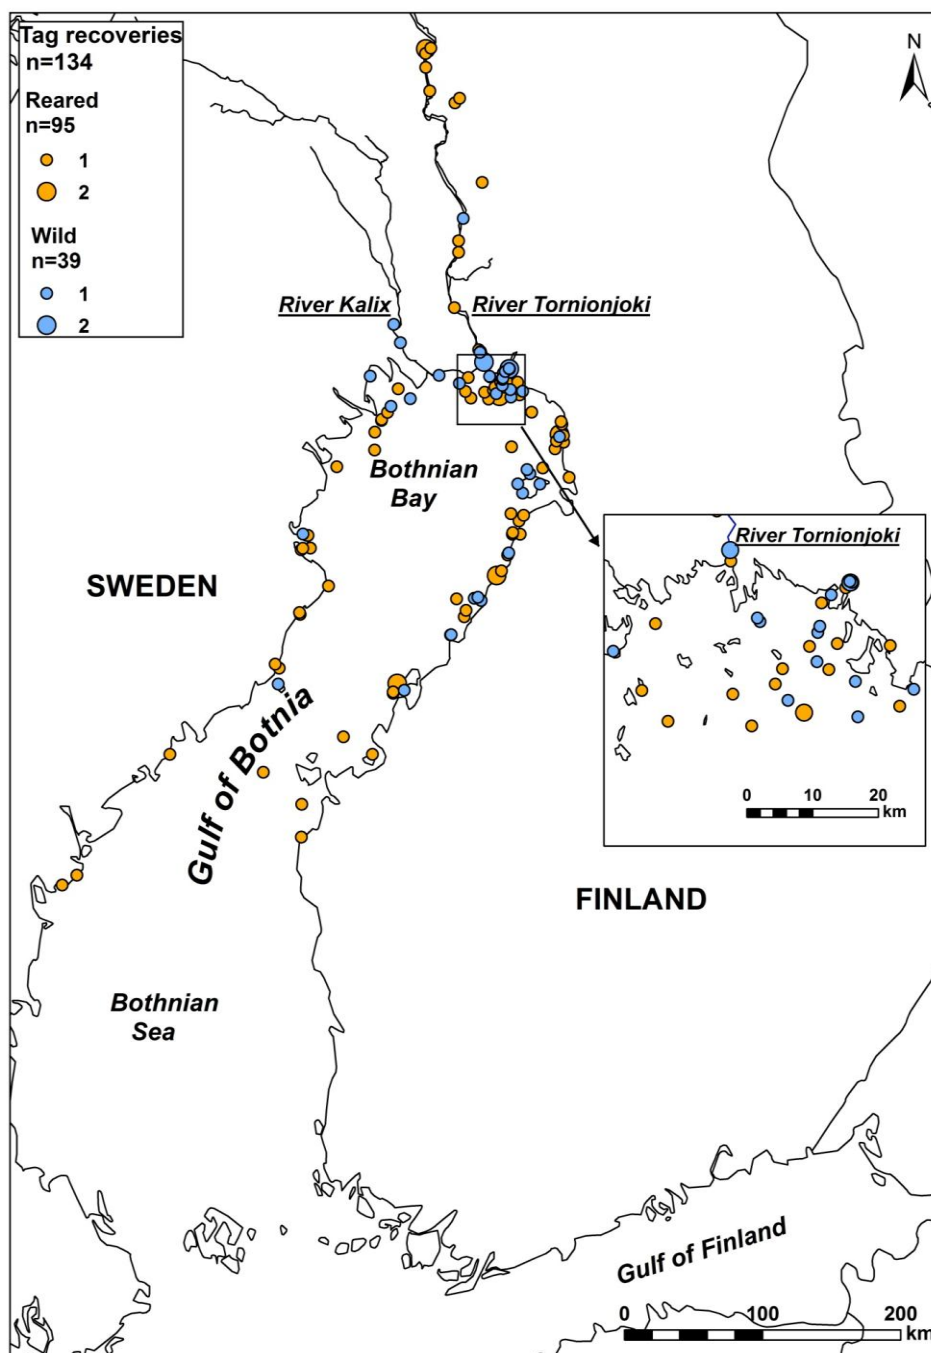 Tag recoveries
n=134
Reared
n=95
1
2
Wild
n=39
1
2
N
River Kalix
River Tornionjoki
Bothnian
Bay
SWEDEN
River Tornionjoki
0 10 20
km
Gulf of Botnia
FINLAND
Bothnian
Sea
Gulf of Finland
0 100 200
km